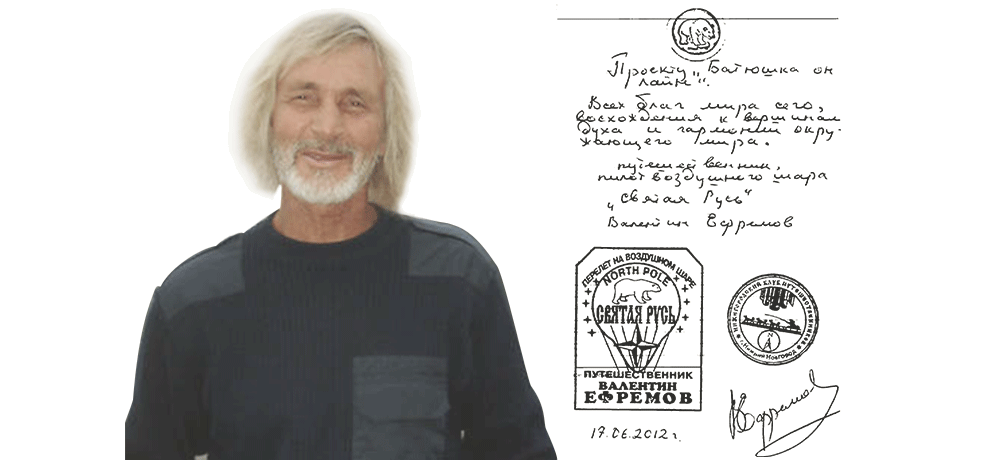 Проекту „Батюшка он
лайн".
Всех благ мира сего,
восхождения к вершинам
духа и гармонии окру-
жающего мира.
путешественник,
пилот воздушного шара
„Святая Русь"
Валентин Ефремов
ПЕРЕЛЕТ НА ВОЗДУШНОМ ШАРЕ
NORTH POLE
СВЯТАЯ РУСЬ
ПУТЕШЕСТВЕННИК
ВАЛЕНТИН
ЕФРЕМОВ
НИЖЕГОРОДСКИЙ КЛУБ ПУТЕШЕСТВЕННИКОВ
г. Нижний Новгород
17.06.2012 г.
Ефремов